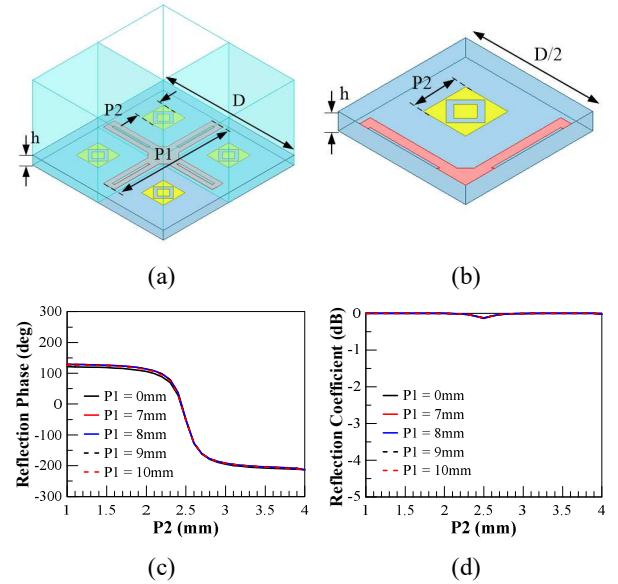 P2
D
P1
h
(a)
P2
D/2
h
(b)
Reflection Phase (deg)
300
200
100
0
-100
-200
-300
P1 = 0mm
P1 = 7mm
P1 = 8mm
P1 = 9mm
P1 = 10mm
1 1.5 2 2.5 3 3.5 4
P2 (mm)
(c)
Reflection Coefficient (dB)
0
-1
-2
-3
-4
-5
P1 = 0mm
P1 = 7mm
P1 = 8mm
P1 = 9mm
P1 = 10mm
1 1.5 2 2.5 3 3.5 4
P2 (mm)
(d)